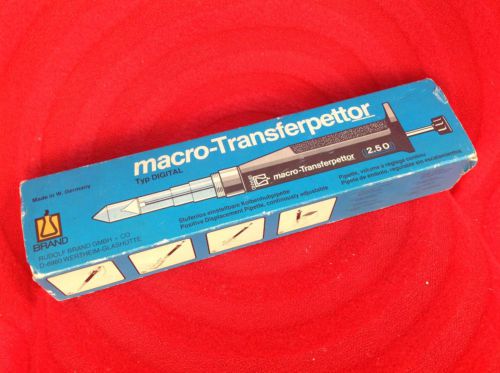 macro-Transferpettor
Typ DIGITAL
macro-Transferpettor
2.50
Made in W. Germany
BRAND
RUDOLF BRAND GMBH + CO
D-6980 WERTHEIM-GLASHÜTTE
Stufenlos einstellbare Kolbenhubpipette
Positive Displacement Pipette, continuously adjustable
Pipette, volume à réglage continu
Pipeta de émbolo, regulable sin escalonamientos